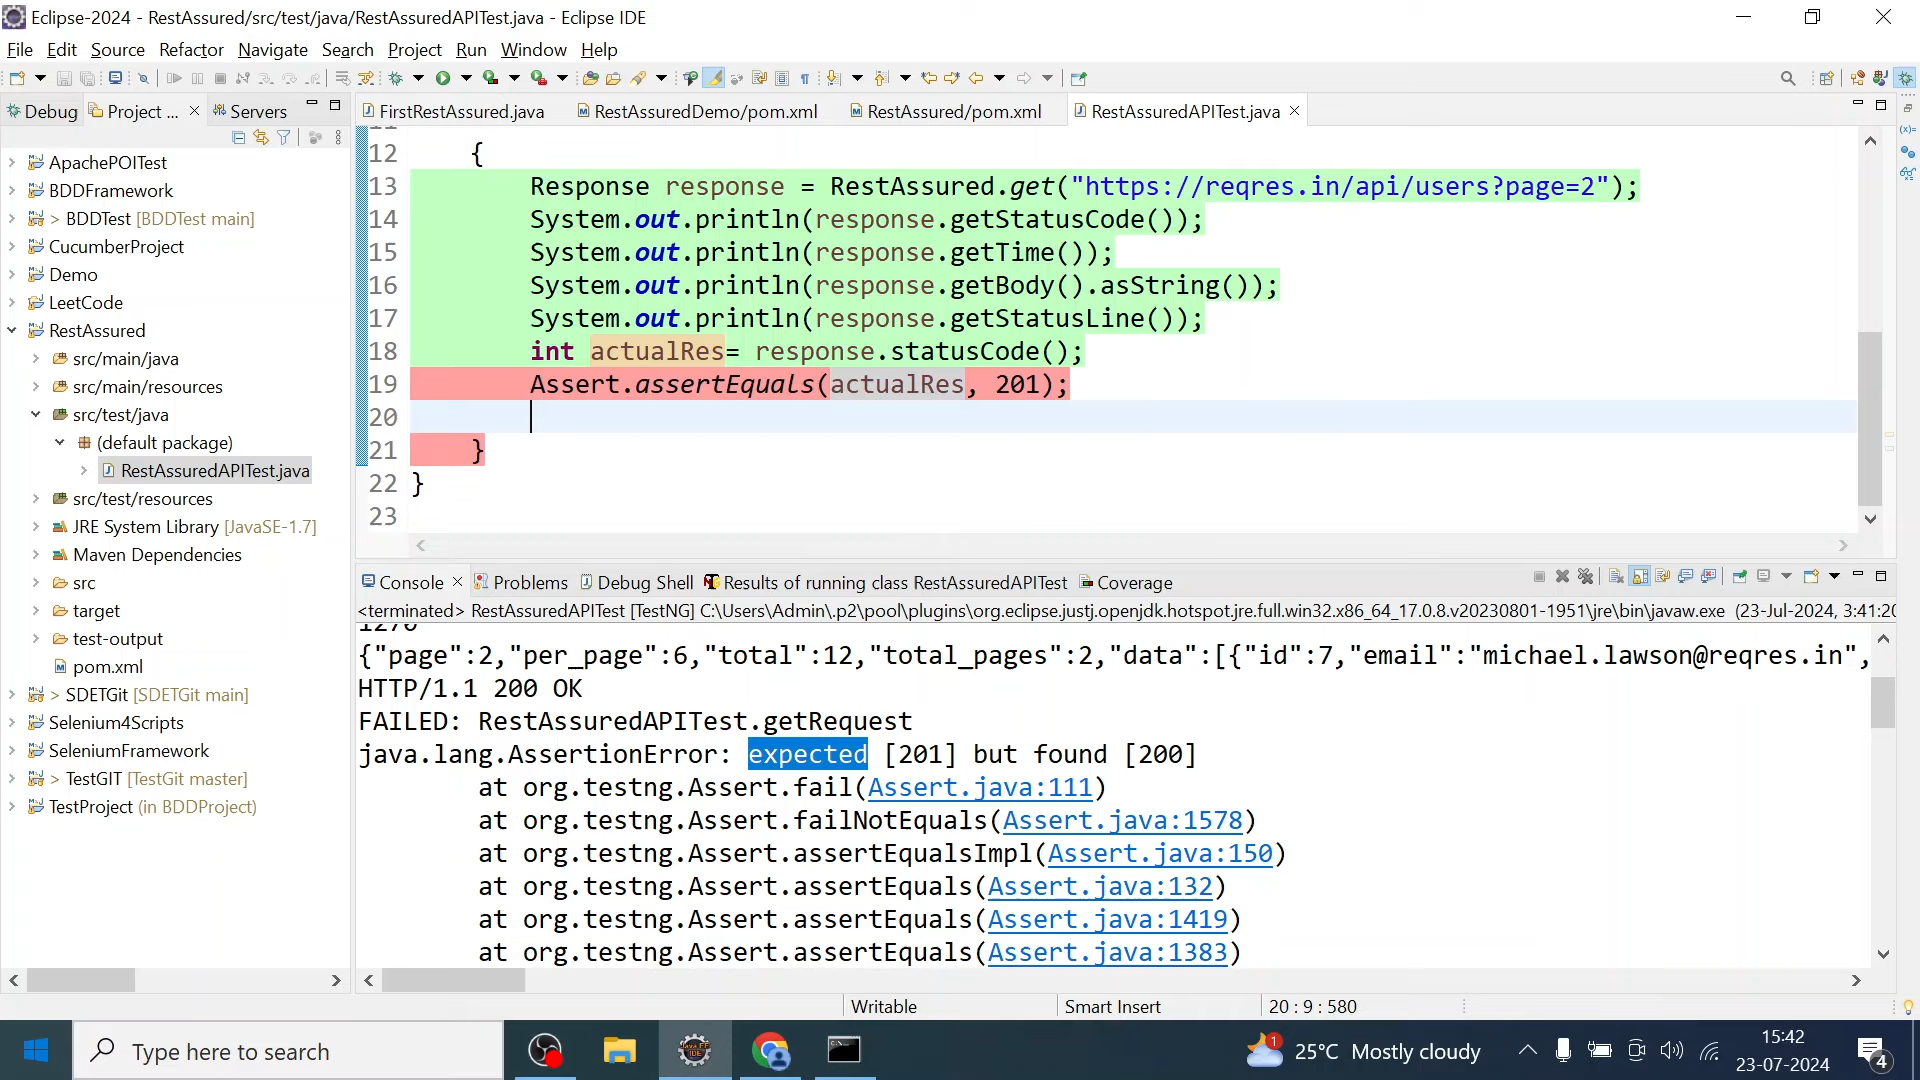 Eclipse-2024 - RestAssured/src/test/java/RestAssuredAPITest.java - Eclipse IDE
File Edit Source Refactor Navigate Search Project Run Window Help
Debug Project ... Servers
FirstRestAssured.java RestAssuredDemo/pom.xml RestAssured/pom.xml RestAssuredAPITest.java
ApachePOITest
BDDFramework
> BDDTest [BDDTest main]
CucumberProject
Demo
LeetCode
RestAssured
src/main/java
src/main/resources
src/test/java
(default package)
RestAssuredAPITest.java
src/test/resources
JRE System Library [JavaSE-1.7]
Maven Dependencies
src
target
test-output
pom.xml
> SDETGit [SDETGit main]
Selenium4Scripts
SeleniumFramework
> TestGIT [TestGit master]
TestProject (in BDDProject)
12 {
13 Response response = RestAssured.get("https://reqres.in/api/users?page=2");
14 System.out.println(response.getStatusCode());
15 System.out.println(response.getTime());
16 System.out.println(response.getBody().asString());
17 System.out.println(response.getStatusLine());
18 int actualRes= response.statusCode();
19 Assert.assertEquals(actualRes, 201);
20
21 }
22 }
23
Console Problems Debug Shell Results of running class RestAssuredAPITest Coverage
<terminated> RestAssuredAPITest [TestNG] C:\Users\Admin\.p2\pool\plugins\org.eclipse.justj.openjdk.hotspot.jre.full.win32.x86_64_17.0.8.v20230801-1951\jre\bin\javaw.exe (23-Jul-2024, 3:41:20
{"page":2,"per_page":6,"total":12,"total_pages":2,"data":[{"id":7,"email":"michael.lawson@reqres.in",
HTTP/1.1 200 OK
FAILED: RestAssuredAPITest.getRequest
java.lang.AssertionError: expected [201] but found [200]
at org.testng.Assert.fail(Assert.java:111)
at org.testng.Assert.failNotEquals(Assert.java:1578)
at org.testng.Assert.assertEqualsImpl(Assert.java:150)
at org.testng.Assert.assertEquals(Assert.java:132)
at org.testng.Assert.assertEquals(Assert.java:1419)
at org.testng.Assert.assertEquals(Assert.java:1383)
Writable Smart Insert 20 : 9 : 580
Type here to search
1 25°C Mostly cloudy
15:42
23-07-2024
4